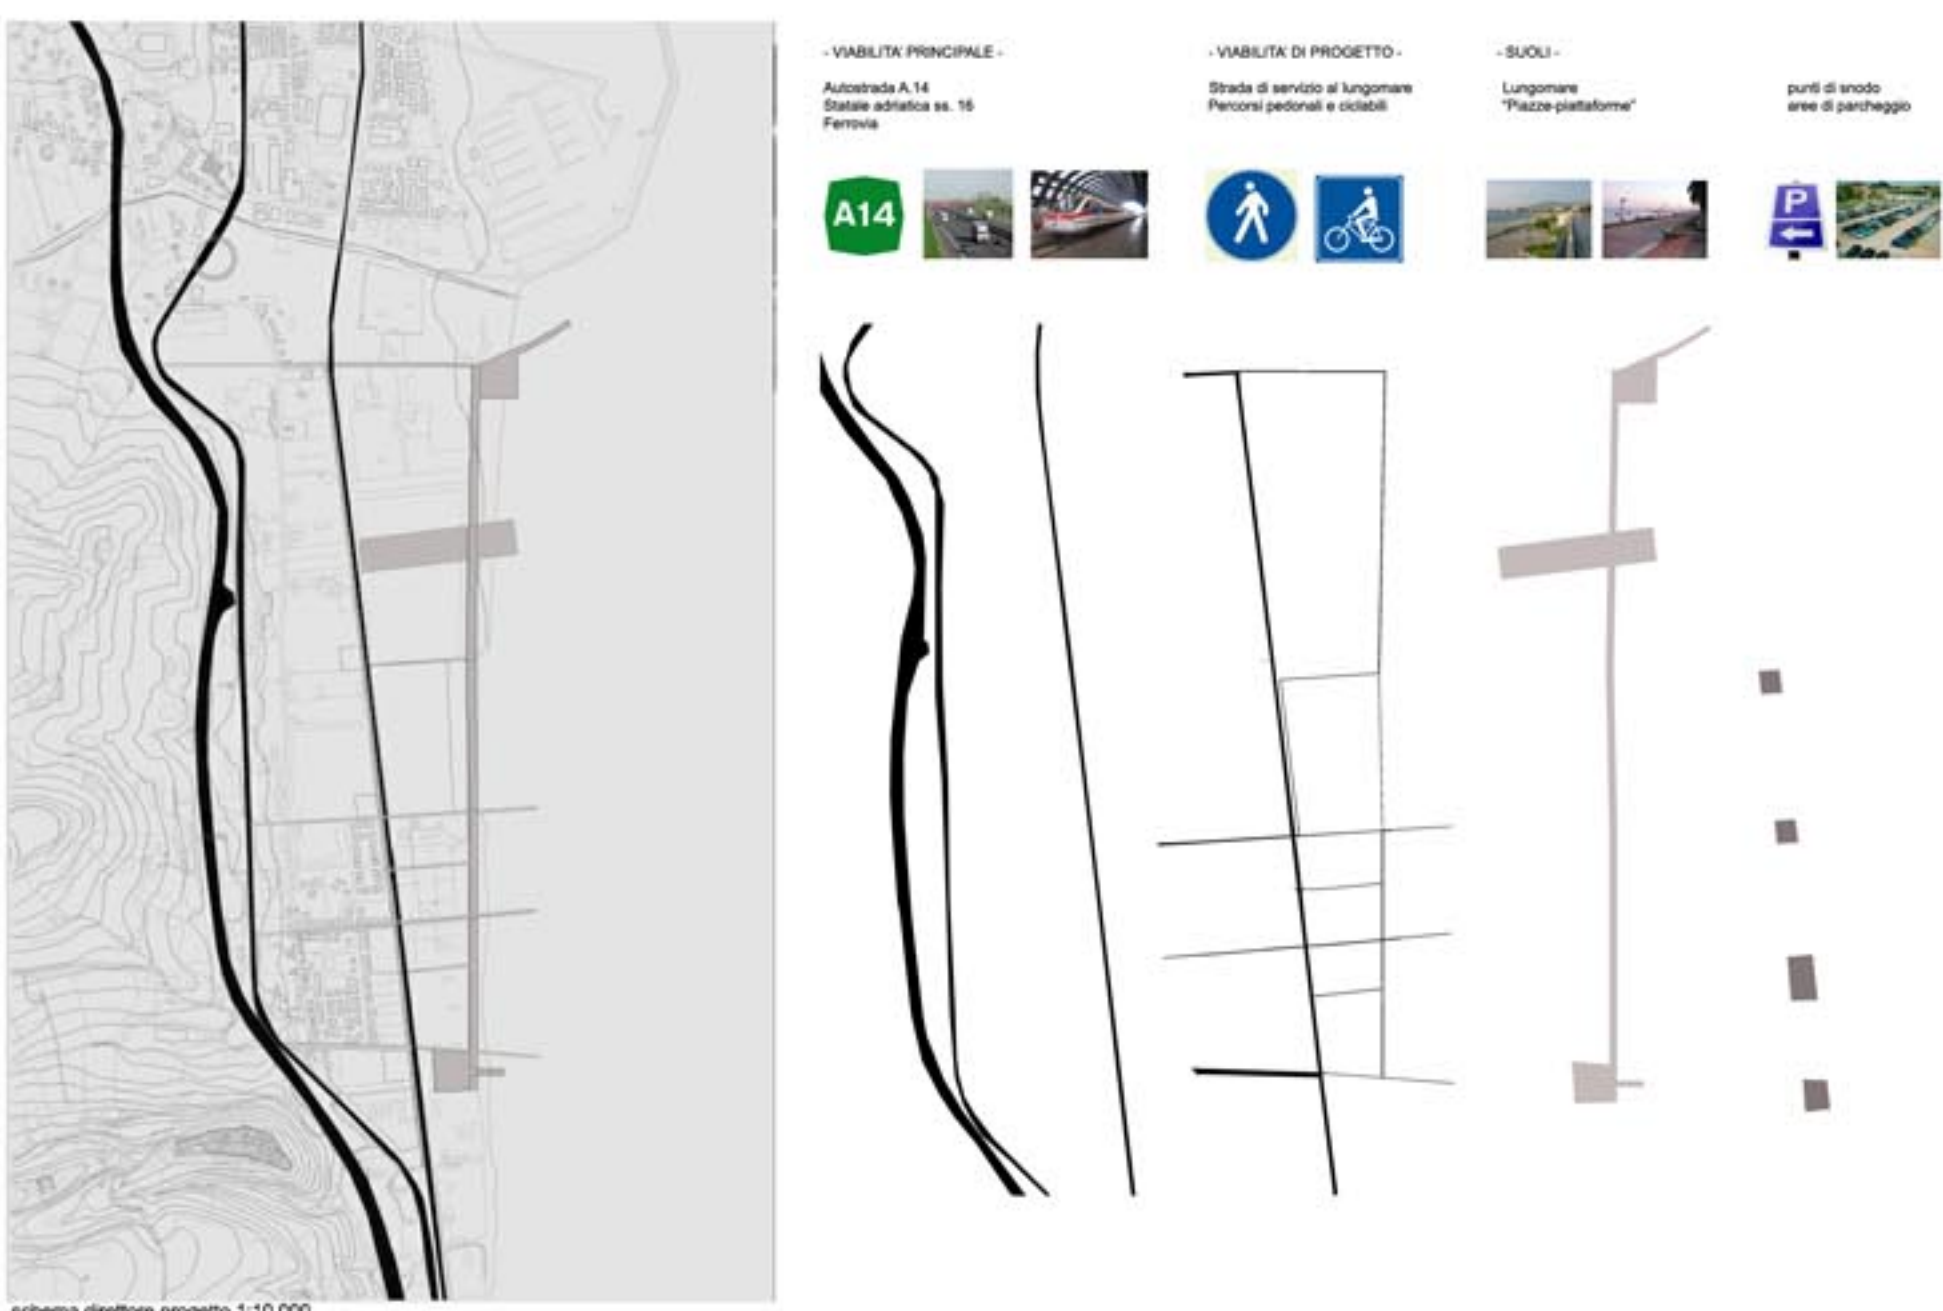 - VIABILITA' PRINCIPALE -
Autostrada A.14
Statale adriatica ss. 16
Ferrovia
A14
- VIABILITA' DI PROGETTO -
Strada di servizio al lungomare
Percorsi pedonali e ciclabili
- SUOLI -
Lungomare
"Piazze-piattaforme"
punti di snodo
aree di parcheggio
P
schema direttore progetto 1:10.000